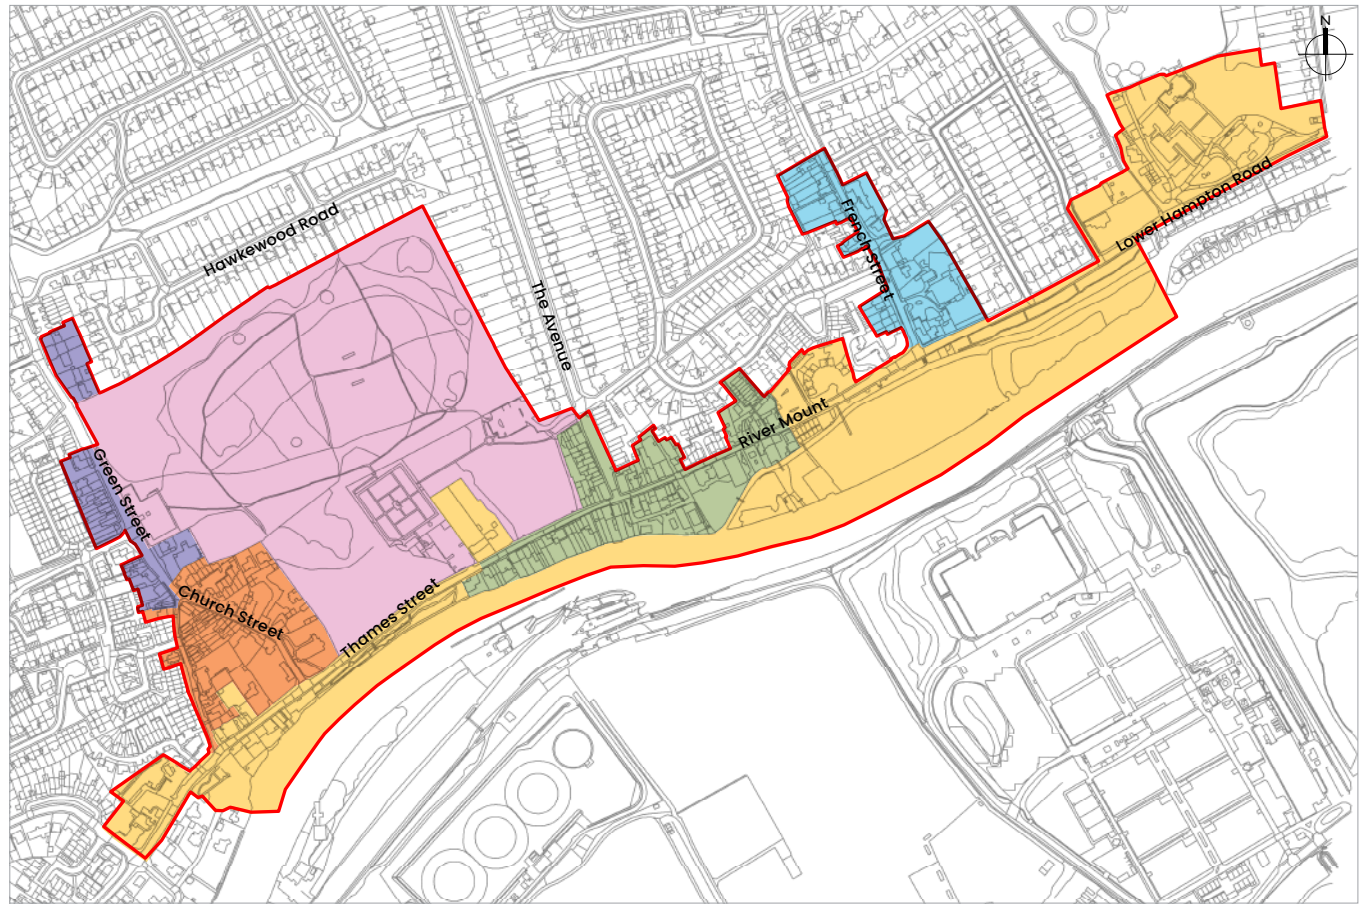 N
Lower Hampton Road
French Street
Hawkewood Road
The Avenue
River Mount
Green Street
Church Street
Thames Street